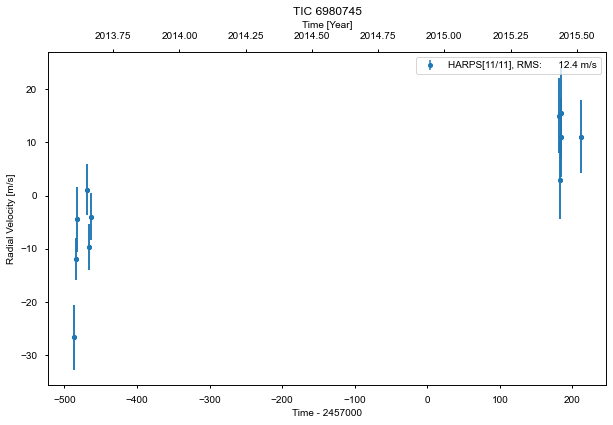 TIC 6980745
Time [Year]
2013.75 2014.00 2014.25 2014.50 2014.75 2015.00 2015.25 2015.50
HARPS[11/11], RMS: 12.4 m/s
20
10
0
−10
−20
−30
Radial Velocity [m/s]
−500 −400 −300 −200 −100 0 100 200
Time - 2457000